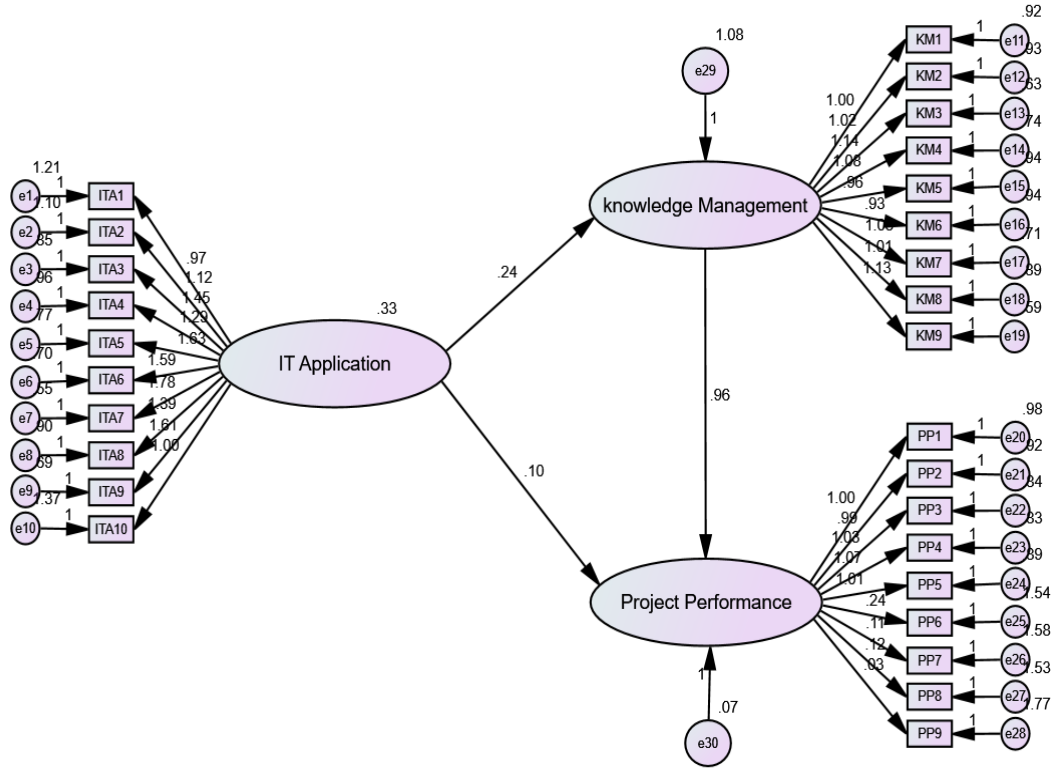 1.21
e1 1 ITA1
1.10
e2 1 ITA2
.85
e3 1 ITA3
.96
e4 1 ITA4
.77
e5 1 ITA5
.70
e6 1 ITA6
.55
e7 1 ITA7
.90
e8 1 ITA8
.69
e9 1 ITA9
1.37
e10 1 ITA10
.97
1.12
1.45
1.29
1.63
1.59
1.78
1.39
1.61
1.00
IT Application
.33
.24
.10
1.08
e29
1
knowledge Management
.96
Project Performance
1
.07
e30
1.00
1.02
1.14
1.08
.96
.93
1.01
1.13
.92
KM1 1 e11
.93
KM2 1 e12
.63
KM3 1 e13
.74
KM4 1 e14
.94
KM5 1 e15
.94
KM6 1 e16
.71
KM7 1 e17
.89
KM8 1 e18
.59
KM9 1 e19
1.00
.99
1.03
1.07
1.01
.24
.11
.12
.03
.98
PP1 1 e20
.92
PP2 1 e21
PP3 1 e22
PP4 1 e23
.89
PP5 1 e24
1.54
PP6 1 e25
1.58
PP7 1 e26
1.53
PP8 1 e27
1.77
PP9 1 e28